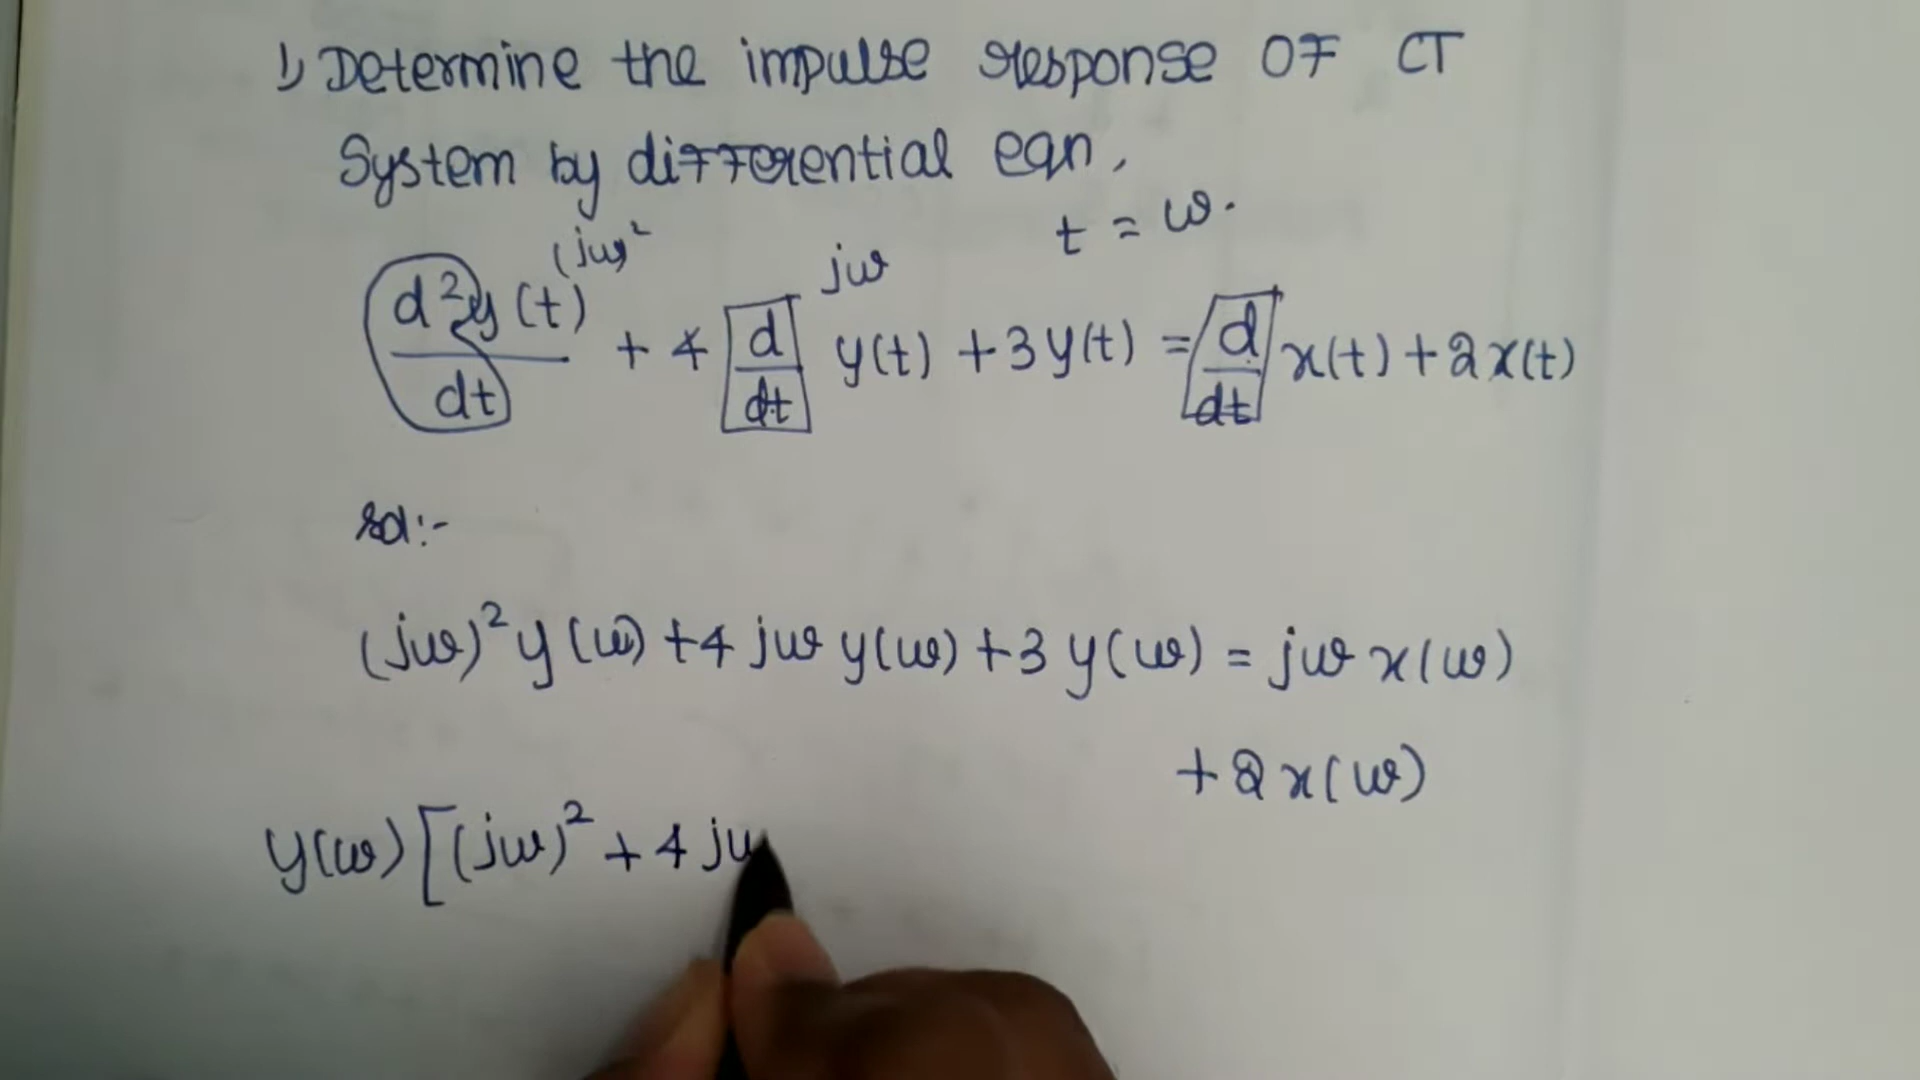 1) Determine the impulse response OF CT
System by differential eqn,
t = ω.
(jω)² jω
d²y(t)/dt + 4 d/dt y(t) + 3y(t) = d/dt x(t) + 2x(t)
sol:-
(jω)² y(ω) + 4 jω y(ω) + 3 y(ω) = jω x(ω)
+ 2 x(ω)
y(ω) [(jω)² + 4 jω